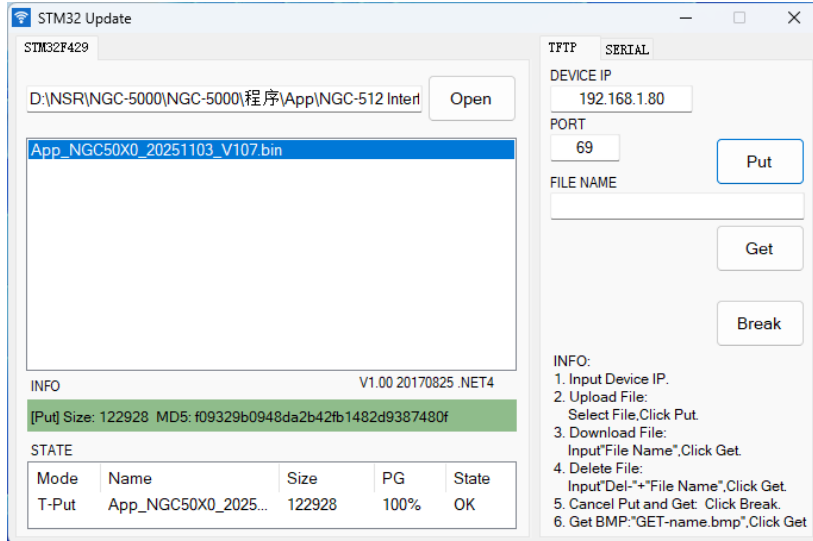 STM32 Update
STM32F429
D:\NSR\NGC-5000\NGC-5000\程序\App\NGC-512 Interl
Open
App_NGC50X0_20251103_V107.bin
INFO
V1.00 20170825 .NET4
[Put] Size: 122928 MD5: f09329b0948da2b42fb1482d9387480f
STATE
Mode Name Size PG State
T-Put App_NGC50X0_2025... 122928 100% OK
TFTP SERIAL
DEVICE IP
192.168.1.80
PORT
69
Put
FILE NAME
Get
Break
INFO:
1. Input Device IP.
2. Upload File:
Select File,Click Put.
3. Download File:
Input"File Name",Click Get.
4. Delete File:
Input"Del-"+"File Name",Click Get.
5. Cancel Put and Get: Click Break.
6. Get BMP:"GET-name.bmp",Click Get